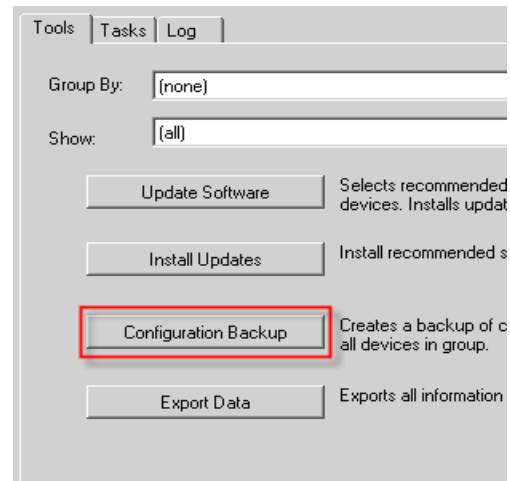 Tools Tasks Log
Group By: (none)
Show: (all)
Update Software Selects recommended
devices. Installs updat
Install Updates Install recommended s
Configuration Backup Creates a backup of c
all devices in group.
Export Data Exports all information